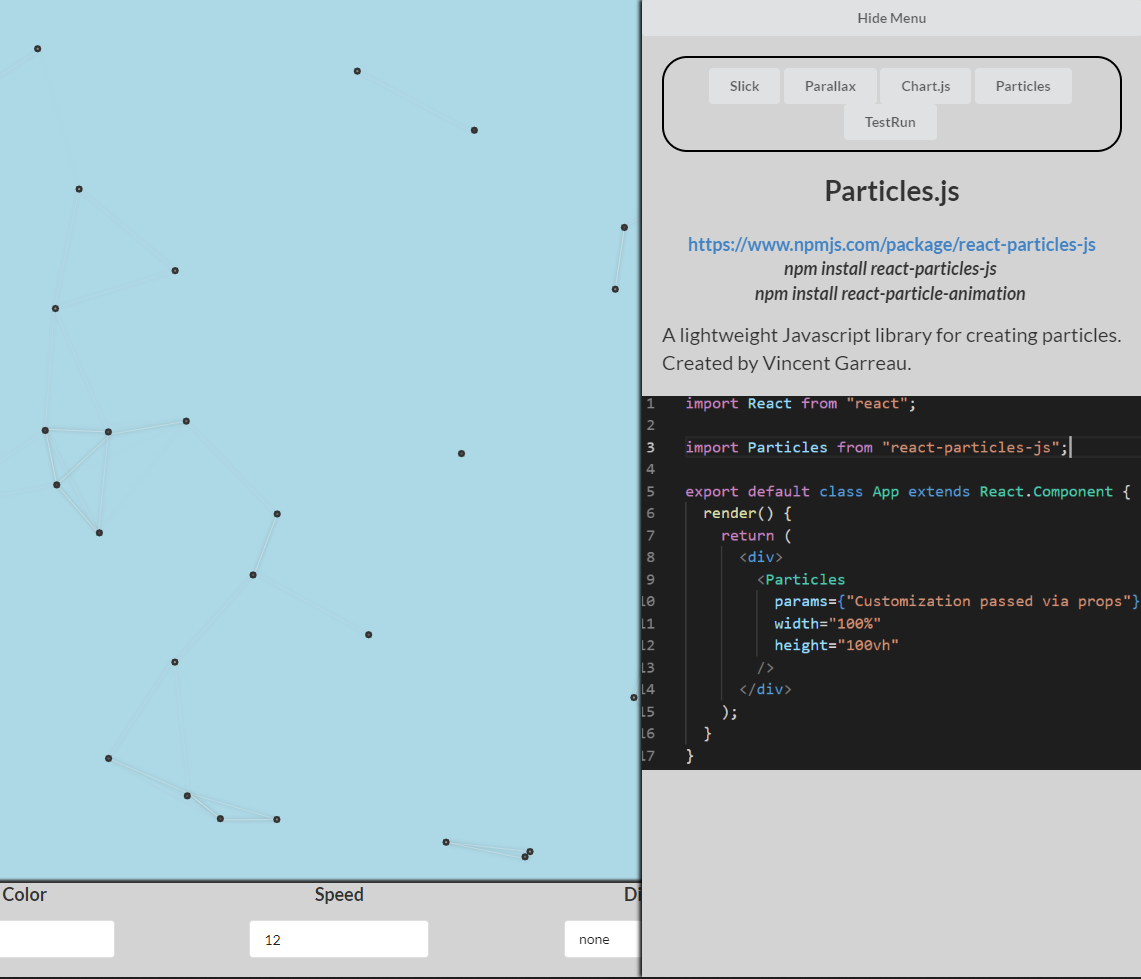 Hide Menu
Slick Parallax Chart.js Particles
TestRun
Particles.js
https://www.npmjs.com/package/react-particles-js
npm install react-particles-js
npm install react-particle-animation
A lightweight Javascript library for creating particles.
Created by Vincent Garreau.
1 import React from "react";
2
3 import Particles from "react-particles-js";
4
5 export default class App extends React.Component {
6 render() {
7 return (
8 <div>
9 <Particles
10 params={"Customization passed via props"}
11 width="100%"
12 height="100vh"
13 />
14 </div>
15 );
16 }
17 }
Color Speed Di
12 none